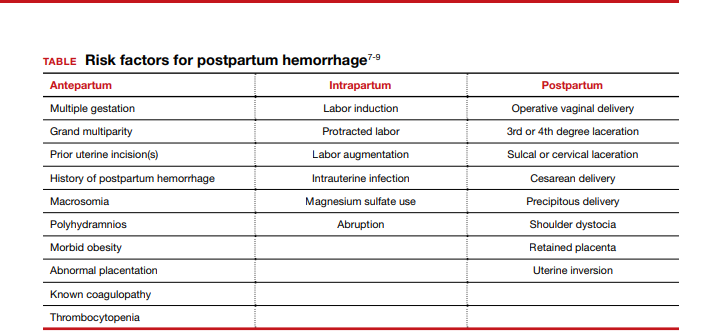 TABLE Risk factors for postpartum hemorrhage7-9
Antepartum Intrapartum Postpartum
Multiple gestation Labor induction Operative vaginal delivery
Grand multiparity Protracted labor 3rd or 4th degree laceration
Prior uterine incision(s) Labor augmentation Sulcal or cervical laceration
History of postpartum hemorrhage Intrauterine infection Cesarean delivery
Macrosomia Magnesium sulfate use Precipitous delivery
Polyhydramnios Abruption Shoulder dystocia
Morbid obesity Retained placenta
Abnormal placentation Uterine inversion
Known coagulopathy
Thrombocytopenia